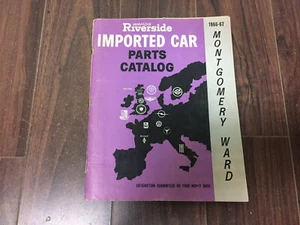 Riverside
IMPORTED CAR
PARTS
CATALOG
1966-67
MONTGOMERY WARD